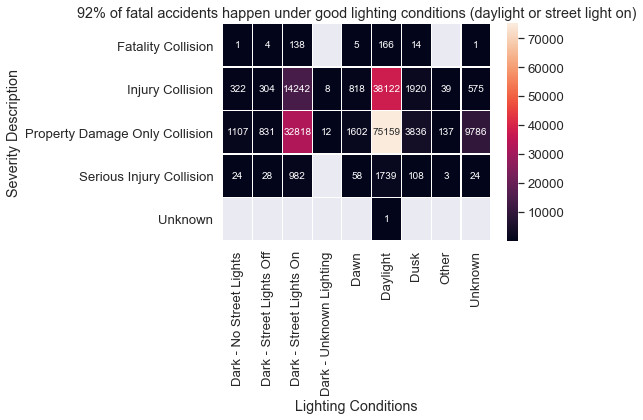 92% of fatal accidents happen under good lighting conditions (daylight or street light on)
Severity Description
Fatality Collision
1 4 138 5 166 14 1
Injury Collision
322 304 14242 8 818 38122 1920 39 575
Property Damage Only Collision
1107 831 32818 12 1602 75159 3836 137 9786
Serious Injury Collision
24 28 982 58 1739 108 3 24
Unknown
1
Dark - No Street Lights
Dark - Street Lights Off
Dark - Street Lights On
Dark - Unknown Lighting
Dawn
Daylight
Dusk
Other
Unknown
Lighting Conditions
70000
60000
50000
40000
30000
20000
10000